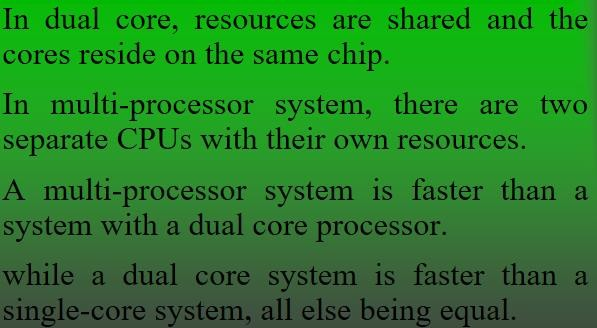 In dual core, resources are shared and the
cores reside on the same chip.
In multi-processor system, there are two
separate CPUs with their own resources.
A multi-processor system is faster than a
system with a dual core processor.
while a dual core system is faster than a
single-core system, all else being equal.